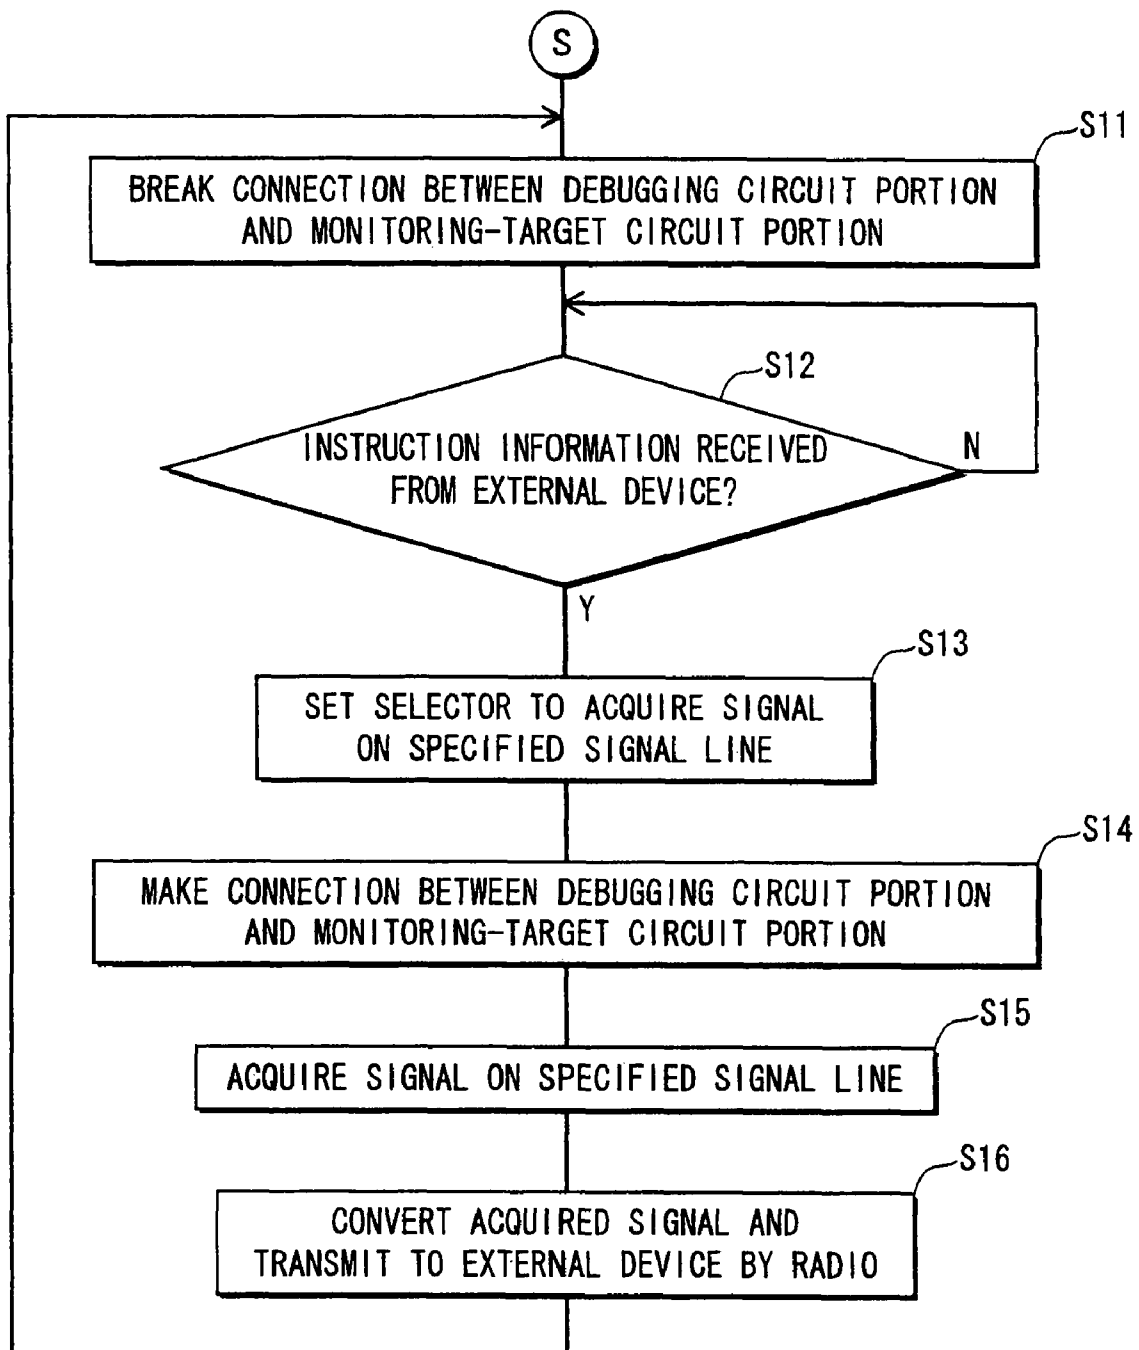 S
S11
BREAK CONNECTION BETWEEN DEBUGGING CIRCUIT PORTION
AND MONITORING-TARGET CIRCUIT PORTION
S12
INSTRUCTION INFORMATION RECEIVED
FROM EXTERNAL DEVICE?
N
Y
S13
SET SELECTOR TO ACQUIRE SIGNAL
ON SPECIFIED SIGNAL LINE
S14
MAKE CONNECTION BETWEEN DEBUGGING CIRCUIT PORTION
AND MONITORING-TARGET CIRCUIT PORTION
S15
ACQUIRE SIGNAL ON SPECIFIED SIGNAL LINE
S16
CONVERT ACQUIRED SIGNAL AND
TRANSMIT TO EXTERNAL DEVICE BY RADIO